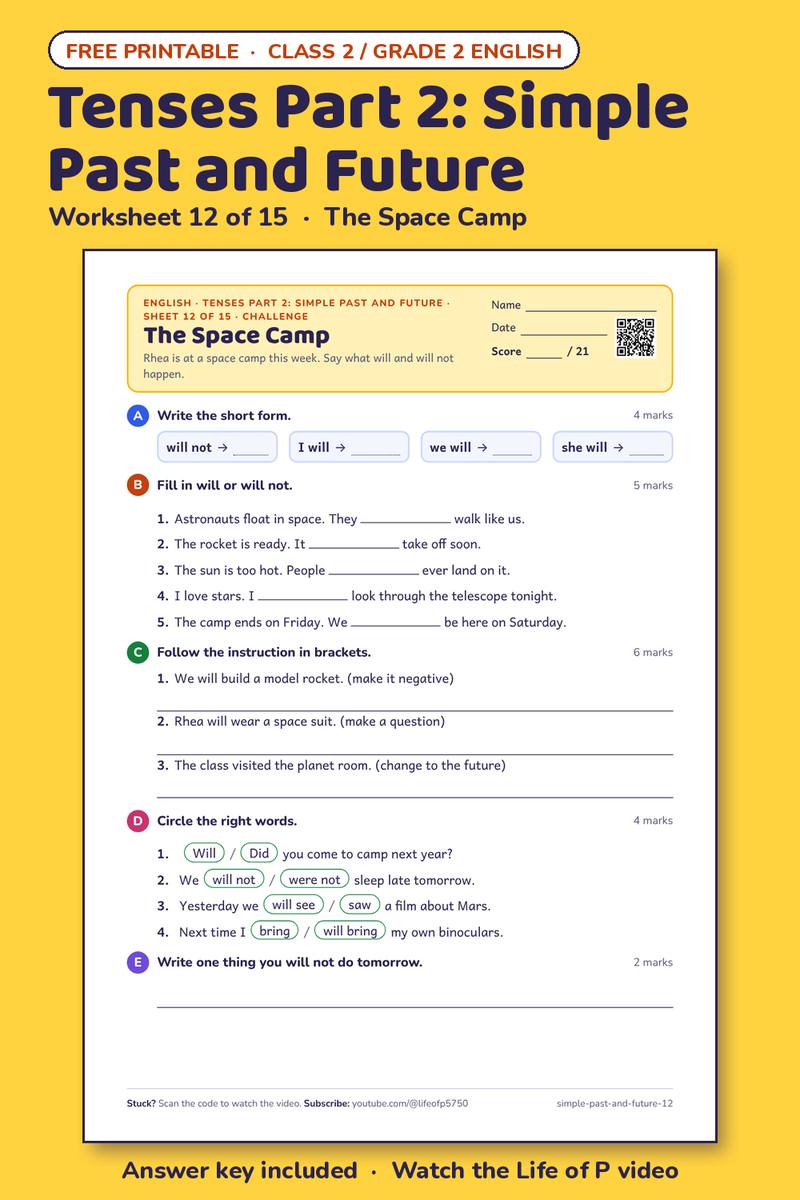 FREE PRINTABLE · CLASS 2 / GRADE 2 ENGLISH
Tenses Part 2: Simple
Past and Future
Worksheet 12 of 15 · The Space Camp
ENGLISH · TENSES PART 2: SIMPLE PAST AND FUTURE ·
SHEET 12 OF 15 · CHALLENGE
The Space Camp
Rhea is at a space camp this week. Say what will and will not
happen.
Name ____________
Date ____________
Score ______ / 21
A Write the short form. 4 marks
will not → ______ I will → ______ we will → ______ she will → ______
B Fill in will or will not. 5 marks
1. Astronauts float in space. They ____________ walk like us.
2. The rocket is ready. It ____________ take off soon.
3. The sun is too hot. People ____________ ever land on it.
4. I love stars. I ____________ look through the telescope tonight.
5. The camp ends on Friday. We ____________ be here on Saturday.
C Follow the instruction in brackets. 6 marks
1. We will build a model rocket. (make it negative)
2. Rhea will wear a space suit. (make a question)
3. The class visited the planet room. (change to the future)
D Circle the right words. 4 marks
1. Will / Did you come to camp next year?
2. We will not / were not sleep late tomorrow.
3. Yesterday we will see / saw a film about Mars.
4. Next time I bring / will bring my own binoculars.
E Write one thing you will not do tomorrow. 2 marks
Stuck? Scan the code to watch the video. Subscribe: youtube.com/@lifeofp5750 simple-past-and-future-12
Answer key included · Watch the Life of P video